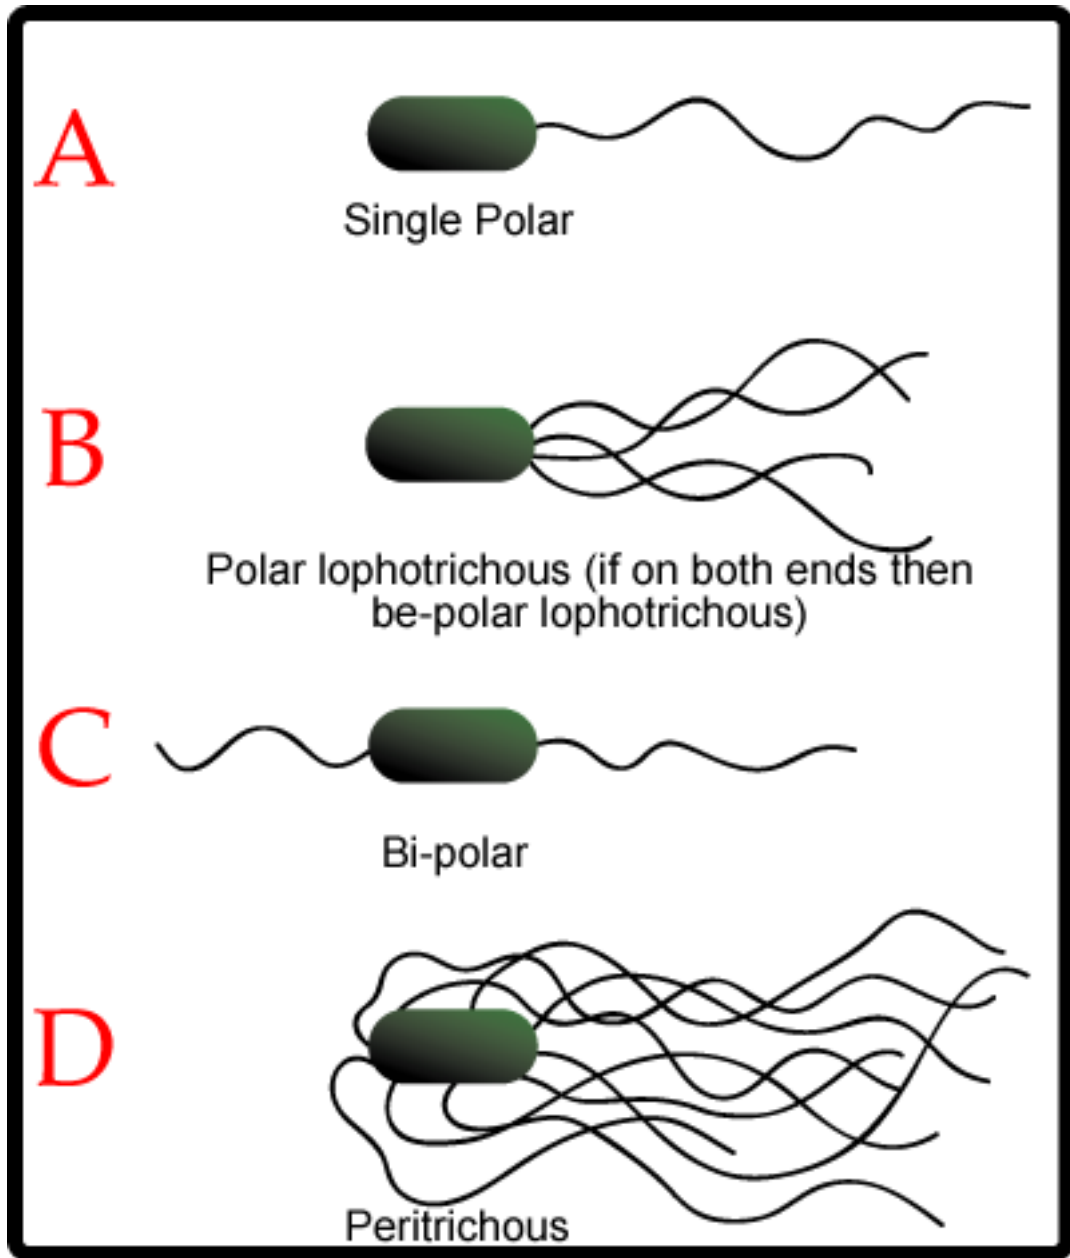 A
Single Polar
B
Polar lophotrichous (if on both ends then
be-polar lophotrichous)
C
Bi-polar
D
Peritrichous